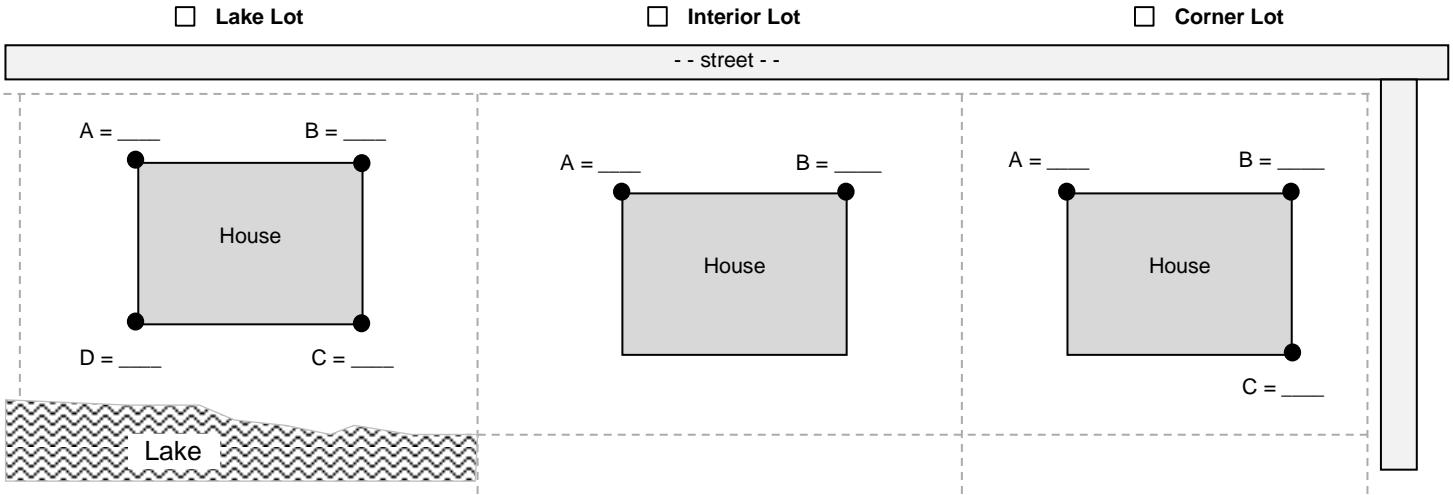 ☐ Lake Lot ☐ Interior Lot ☐ Corner Lot
- - street - -
A = ____ B = ____
A = ____ B = ____
A = ____ B = ____
House
House
House
D = ____ C = ____
C = ____
Lake